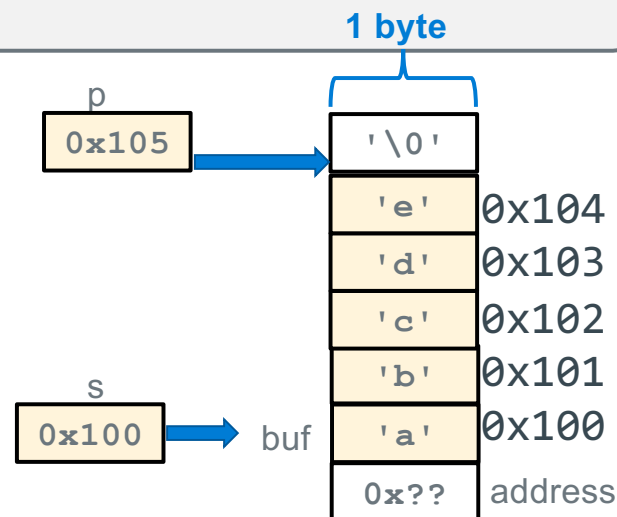 1 byte
p
0x105
'\0'
'e' 0x104
'd' 0x103
'c' 0x102
'b' 0x101
s
0x100 buf 'a' 0x100
0x?? address